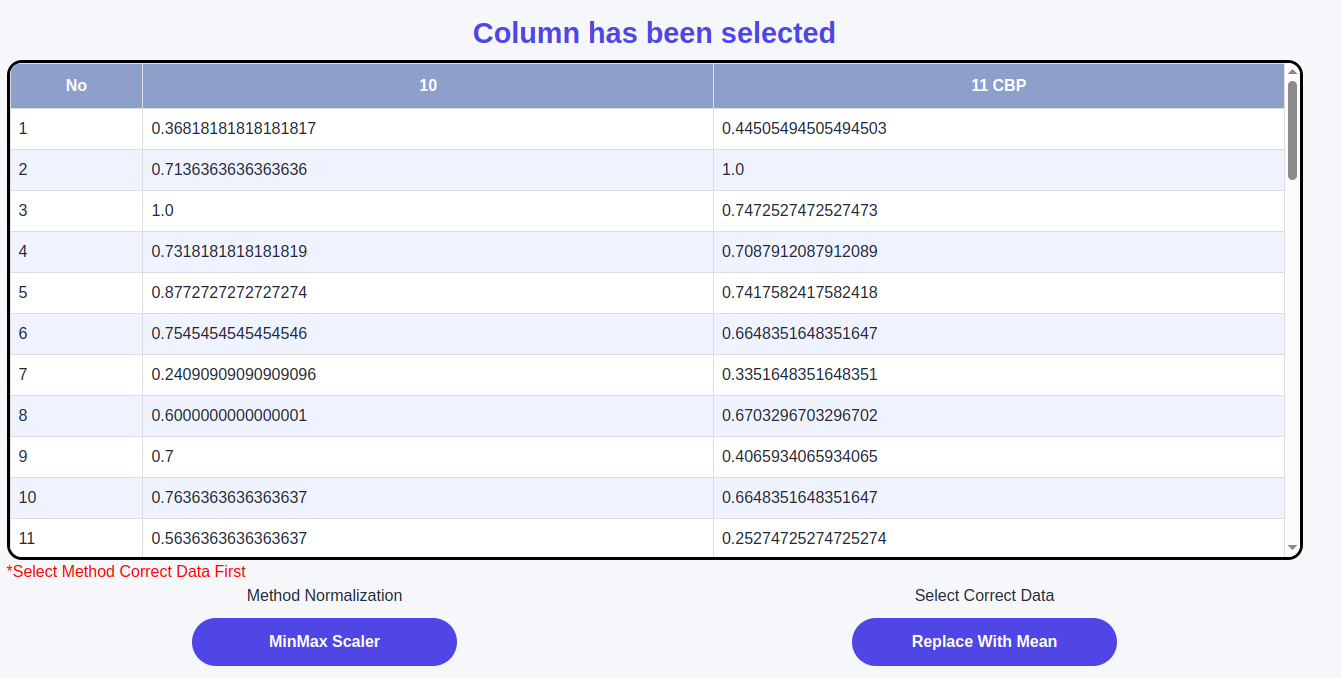 Column has been selected
No 10 11 CBP
1 0.36818181818181817 0.44505494505494503
2 0.7136363636363636 1.0
3 1.0 0.7472527472527473
4 0.7318181818181819 0.7087912087912089
5 0.8772727272727274 0.7417582417582418
6 0.7545454545454546 0.6648351648351647
7 0.24090909090909096 0.3351648351648351
8 0.6000000000000001 0.6703296703296702
9 0.7 0.4065934065934065
10 0.7636363636363637 0.6648351648351647
11 0.5636363636363637 0.25274725274725274
*Select Method Correct Data First
Method Normalization Select Correct Data
MinMax Scaler Replace With Mean